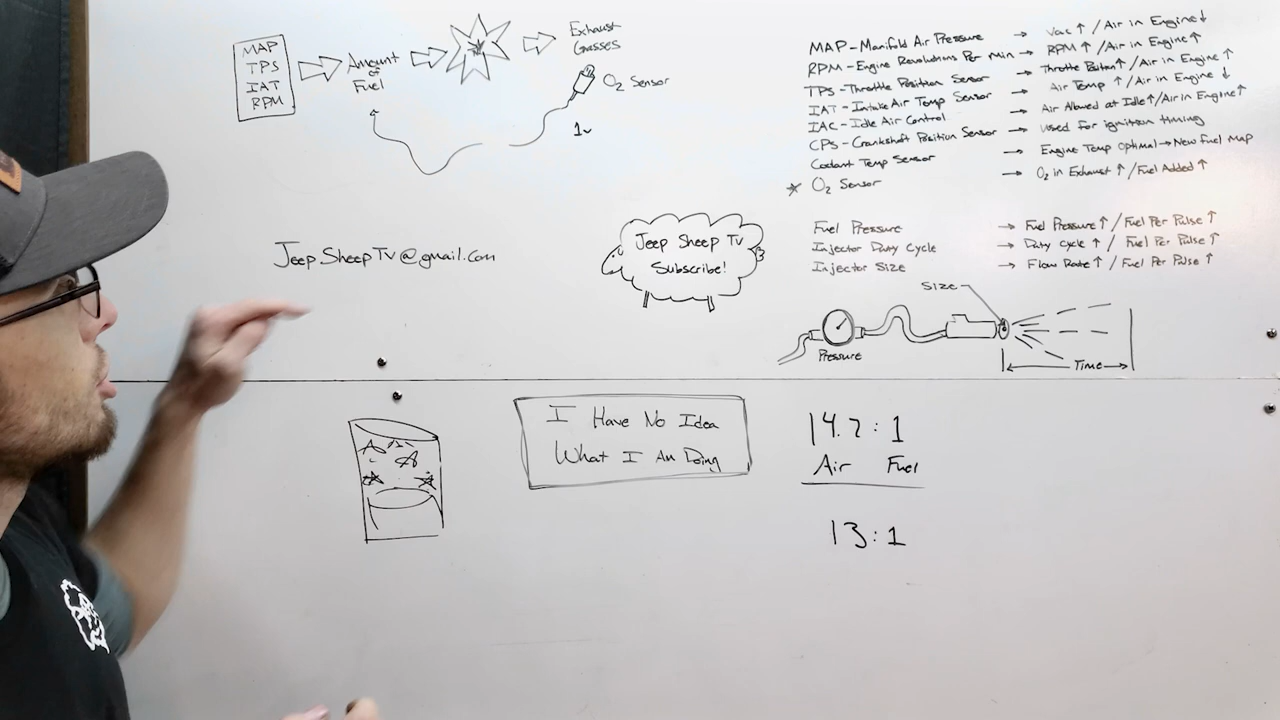 MAP
TPS
IAT
RPM
Amount
of
Fuel
Exhaust
Gasses
O₂ Sensor
1v
MAP - Manifold Air Pressure → Vac ↑ / Air in Engine ↓
RPM - Engine Revolutions Per Min → RPM ↑ / Air in Engine ↑
TPS - Throttle Position Sensor → Throttle Position ↑ / Air in Engine ↑
IAT - Intake Air Temp Sensor → Air Temp ↑ / Air in Engine ↓
IAC - Idle Air Control → Air Allowed at Idle ↑ / Air in Engine ↑
CPS - Crankshaft Position Sensor → Used for ignition timing
Coolant Temp Sensor → Engine Temp Optimal → New Fuel Map
* O₂ Sensor → O₂ in Exhaust ↑ / Fuel Added ↑
Fuel Pressure → Fuel Pressure ↑ / Fuel Per Pulse ↑
Injector Duty Cycle → Duty Cycle ↑ / Fuel Per Pulse ↑
Injector Size → Flow Rate ↑ / Fuel Per Pulse ↑
Jeep.SheepTv@gmail.com
Jeep Sheep Tv
Subscribe!
Size
Pressure
Time
I Have No Idea
What I Am Doing
14.7 : 1
Air Fuel
13 : 1